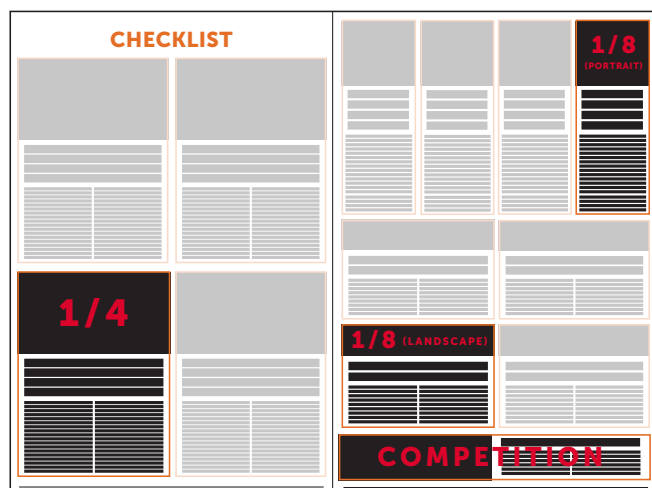 CHECKLIST
1/8
(PORTRAIT)
1/4
1/8 (LANDSCAPE)
COMPETITION